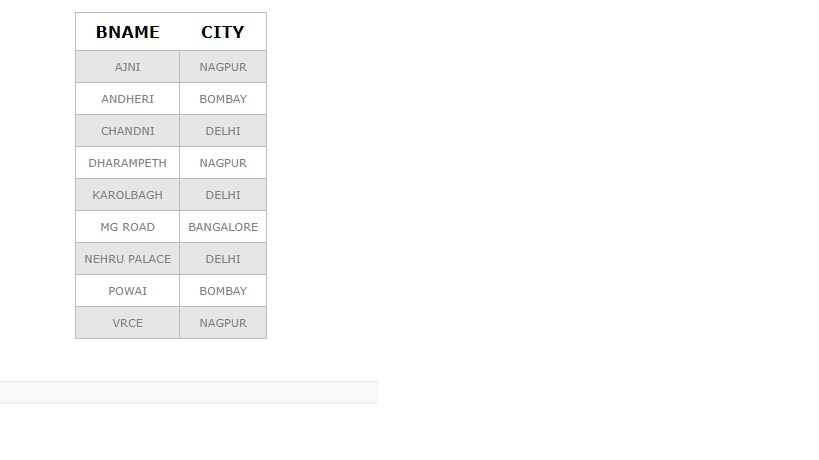 BNAME CITY
AJNI NAGPUR
ANDHERI BOMBAY
CHANDNI DELHI
DHARAMPETH NAGPUR
KAROLBAGH DELHI
MG ROAD BANGALORE
NEHRU PALACE DELHI
POWAI BOMBAY
VRCE NAGPUR